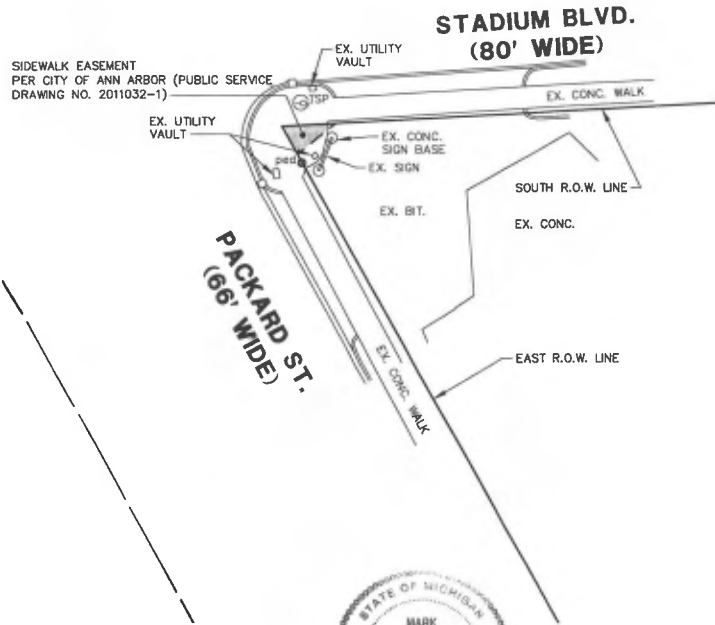 STADIUM BLVD.
(80' WIDE)
EX. UTILITY
VAULT
SIDEWALK EASEMENT
PER CITY OF ANN ARBOR (PUBLIC SERVICE
DRAWING NO. 2011032-1)
TSP
EX. CONC. WALK
EX. UTILITY
VAULT
EX. CONC.
SIGN BASE
ped
EX. SIGN
SOUTH R.O.W. LINE
EX. BIT.
EX. CONC.
PACKARD ST.
(66' WIDE)
EX. CONC. WALK
EAST R.O.W. LINE
STATE OF MICHIGAN
MARK